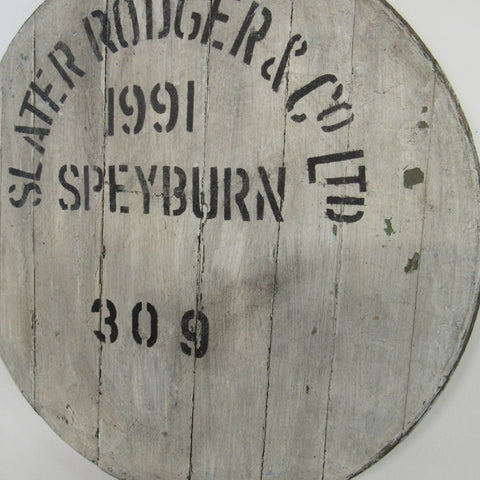 SLATER RODGER & CO LTD
1991
SPEYBURN
309